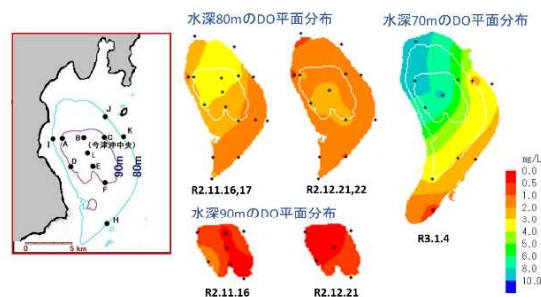 水深80mのDO平面分布
水深70mのDO平面分布
J
K
I
A
B
C
(今津沖中央)
L
D
E
F
H
90m
80m
0
5 km
R2.11.16,17
R2.12.21,22
水深90mのDO平面分布
R2.11.16
R2.12.21
R3.1.4
mg/L
0.0
1.0
2.0
3.0
4.0
5.0
6.0
7.0
8.0
10.0